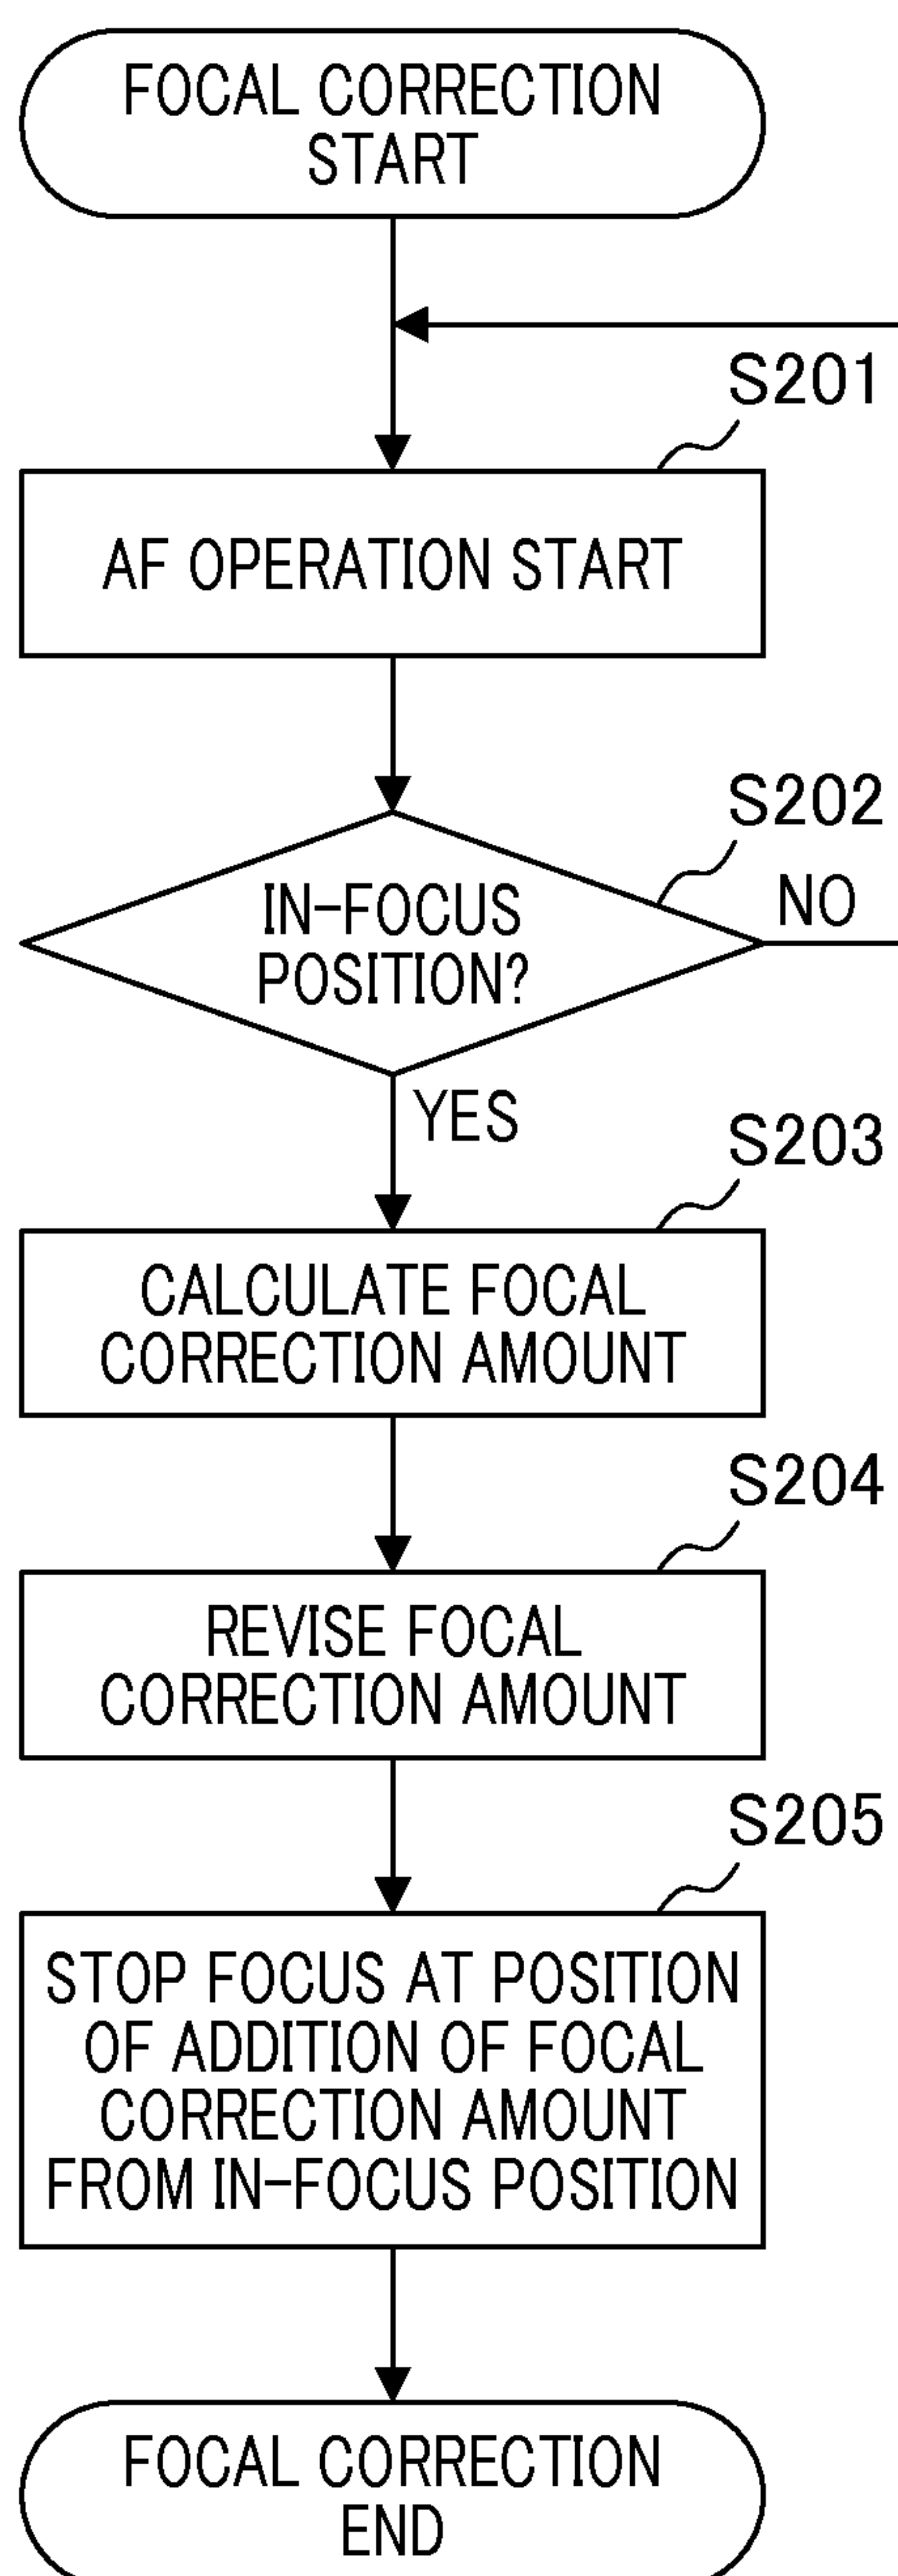 FOCAL CORRECTION
START
S201
AF OPERATION START
S202
IN-FOCUS
POSITION?
NO
YES
S203
CALCULATE FOCAL
CORRECTION AMOUNT
S204
REVISE FOCAL
CORRECTION AMOUNT
S205
STOP FOCUS AT POSITION
OF ADDITION OF FOCAL
CORRECTION AMOUNT
FROM IN-FOCUS POSITION
FOCAL CORRECTION
END